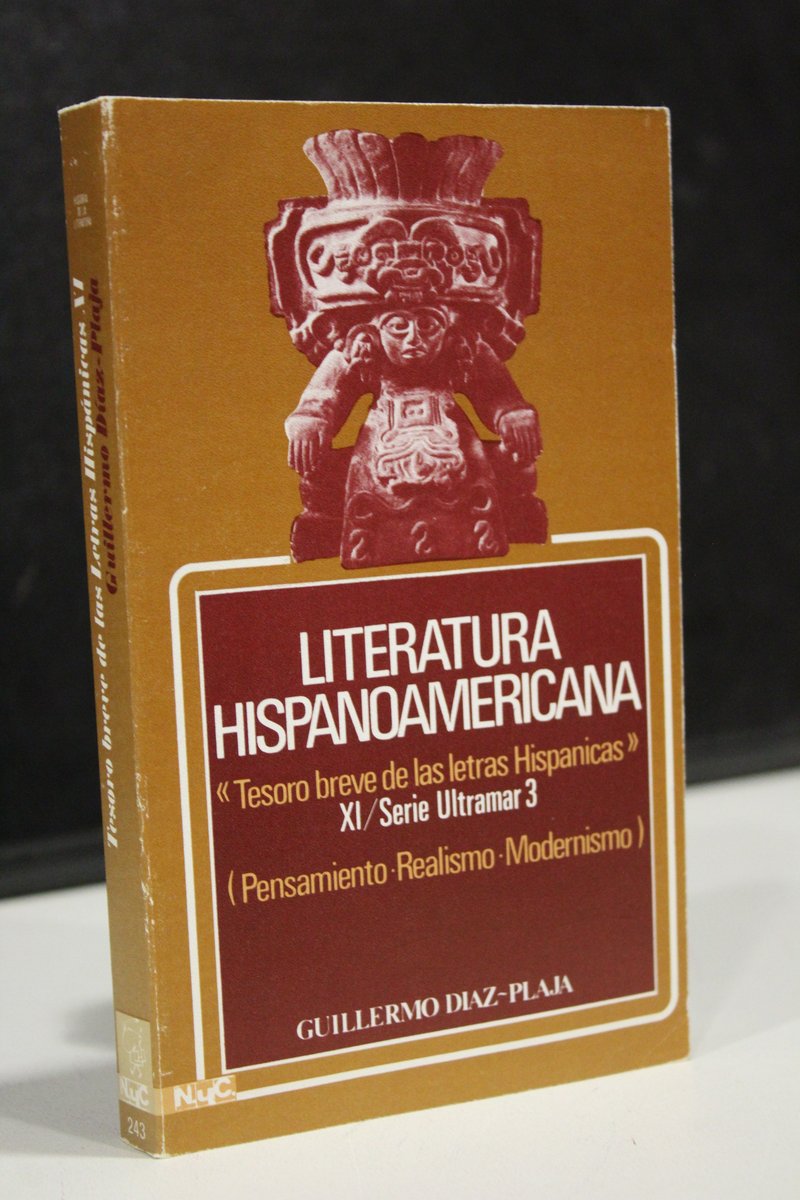 LITERATURA
HISPANOAMERICANA
« Tesoro breve de las letras Hispanicas »
XI / Serie Ultramar 3
( Pensamiento · Realismo · Modernismo )
GUILLERMO DIAZ-PLAJA
N.y.C.
Tesoro breve de las Letras Hispánicas XI
Guillermo Díaz-Plaja
N.y.C
243